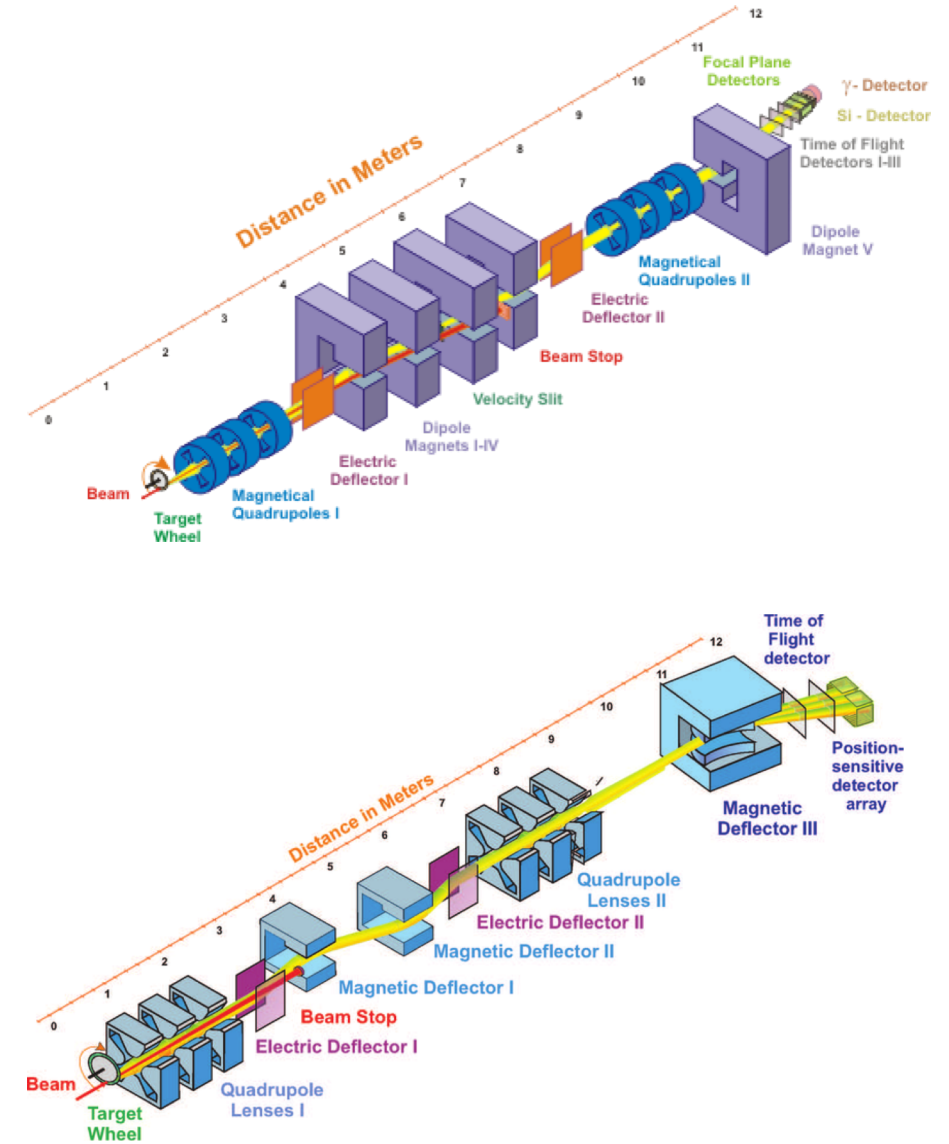 12
11
Focal Plane
Detectors
10
γ- Detector
Si - Detector
9
Time of Flight
Detectors I-III
8
Distance in Meters
7
6
Dipole
Magnet V
5
Magnetical
Quadrupoles II
4
Electric
Deflector II
3
Beam Stop
2
Velocity Slit
1
Dipole
Magnets I-IV
0
Electric
Deflector I
Beam
Magnetical
Quadrupoles I
Target
Wheel
Time of
Flight
detector
12
11
10
Position-
sensitive
detector
array
9
8
Magnetic
Deflector III
7
Distance in Meters
6
5
Quadrupole
Lenses II
4
Electric Deflector II
3
Magnetic Deflector II
2
Magnetic Deflector I
1
Beam Stop
0
Electric Deflector I
Beam
Quadrupole
Lenses I
Target
Wheel